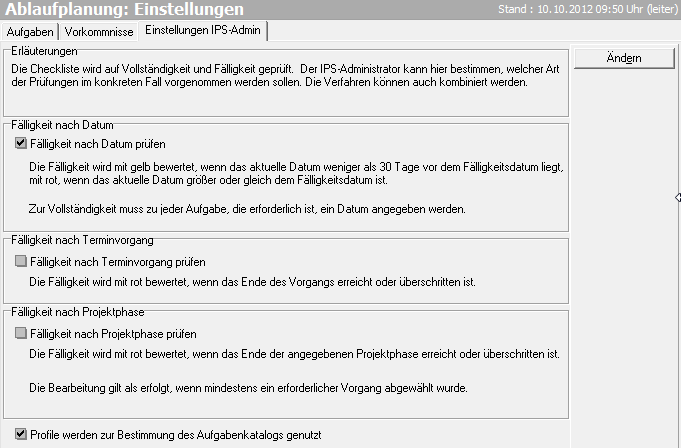 Ablaufplanung: Einstellungen
Stand : 10.10.2012 09:50 Uhr (leiter)
Aufgaben
Vorkommnisse
Einstellungen IPS-Admin
Erläuterungen
Ändern
Die Checkliste wird auf Vollständigkeit und Fälligkeit geprüft. Der IPS-Administrator kann hier bestimmen, welcher Art
der Prüfungen im konkreten Fall vorgenommen werden sollen. Die Verfahren können auch kombiniert werden.
Fälligkeit nach Datum
Fälligkeit nach Datum prüfen
Die Fälligkeit wird mit gelb bewertet, wenn das aktuelle Datum weniger als 30 Tage vor dem Fälligkeitsdatum liegt,
mit rot, wenn das aktuelle Datum größer oder gleich dem Fälligkeitsdatum ist.
Zur Vollständigkeit muss zu jeder Aufgabe, die erforderlich ist, ein Datum angegeben werden.
Fälligkeit nach Terminvorgang
Fälligkeit nach Terminvorgang prüfen
Die Fälligkeit wird mit rot bewertet, wenn das Ende des Vorgangs erreicht oder überschritten ist.
Fälligkeit nach Projektphase
Fälligkeit nach Projektphase prüfen
Die Fälligkeit wird mit rot bewertet, wenn das Ende der angegebenen Projektphase erreicht oder überschritten ist.
Die Bearbeitung gilt als erfolgt, wenn mindestens ein erforderlicher Vorgang abgewählt wurde.
Profile werden zur Bestimmung des Aufgabenkatalogs genutzt